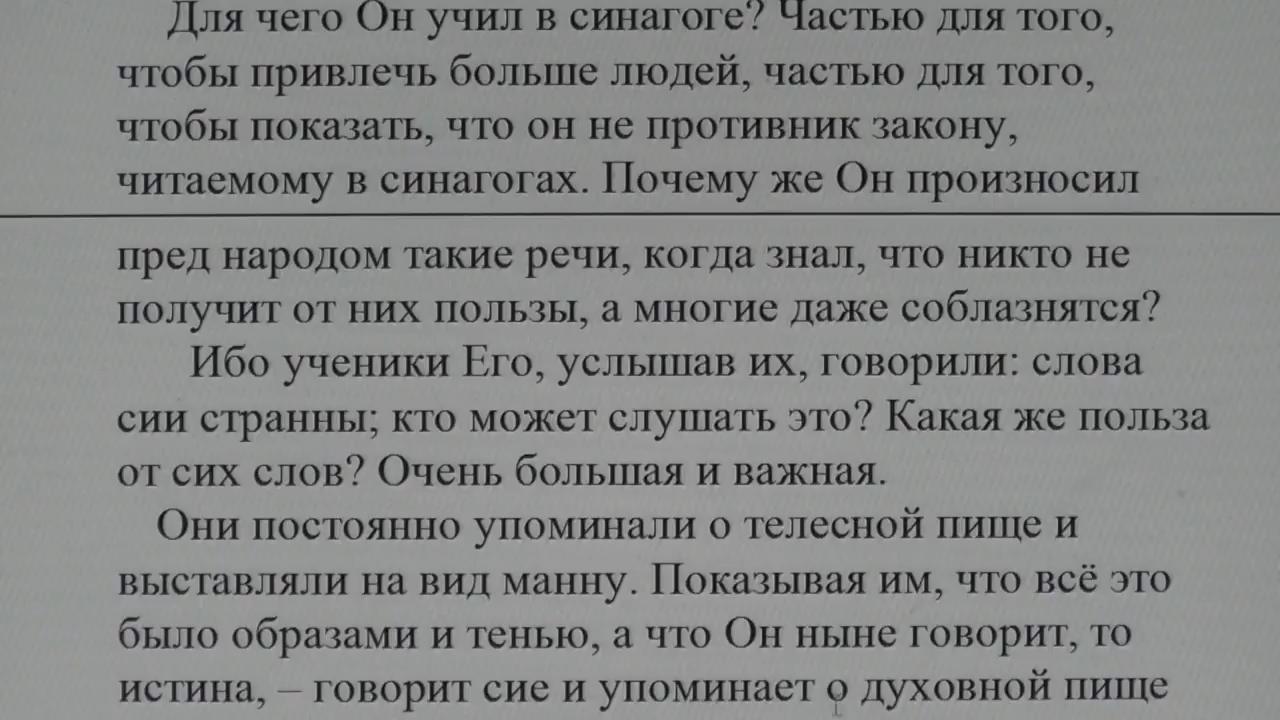 Для чего Он учил в синагоге? Частью для того,
чтобы привлечь больше людей, частью для того,
чтобы показать, что он не противник закону,
читаемому в синагогах. Почему же Он произносил
пред народом такие речи, когда знал, что никто не
получит от них пользы, а многие даже соблазнятся?
Ибо ученики Его, услышав их, говорили: слова
сии странны; кто может слушать это? Какая же польза
от сих слов? Очень большая и важная.
Они постоянно упоминали о телесной пище и
выставляли на вид манну. Показывая им, что всё это
было образами и тенью, а что Он ныне говорит, то
истина, – говорит сие и упоминает о духовной пище